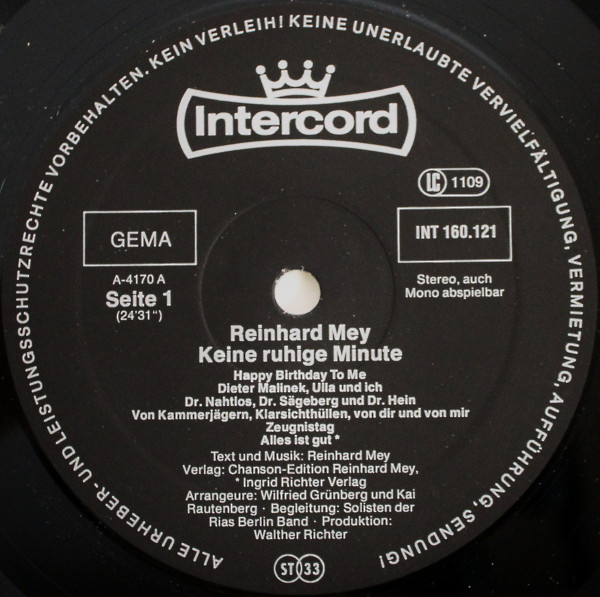 ALLE URHEBER- UND LEISTUNGSSCHUTZRECHTE VORBEHALTEN. KEIN VERLEIH! KEINE UNERLAUBTE VERVIELFÄLTIGUNG, VERMIETUNG, AUFFÜHRUNG, SENDUNG!
Intercord
LC 1109
GEMA
INT 160.121
A-4170 A
Seite 1
(24'31")
Stereo, auch
Mono abspielbar
Reinhard Mey
Keine ruhige Minute
Happy Birthday To Me
Dieter Malinek, Ulla und ich
Dr. Nahtlos, Dr. Sägeberg und Dr. Hein
Von Kammerjägern, Klarsichthüllen, von dir und von mir
Zeugnistag
Alles ist gut *
Text und Musik: Reinhard Mey
Verlag: Chanson-Edition Reinhard Mey,
* Ingrid Richter Verlag
Arrangeure: Wilfried Grünberg und Kai
Rautenberg · Begleitung: Solisten der
Rias Berlin Band · Produktion:
Walther Richter
ST 33